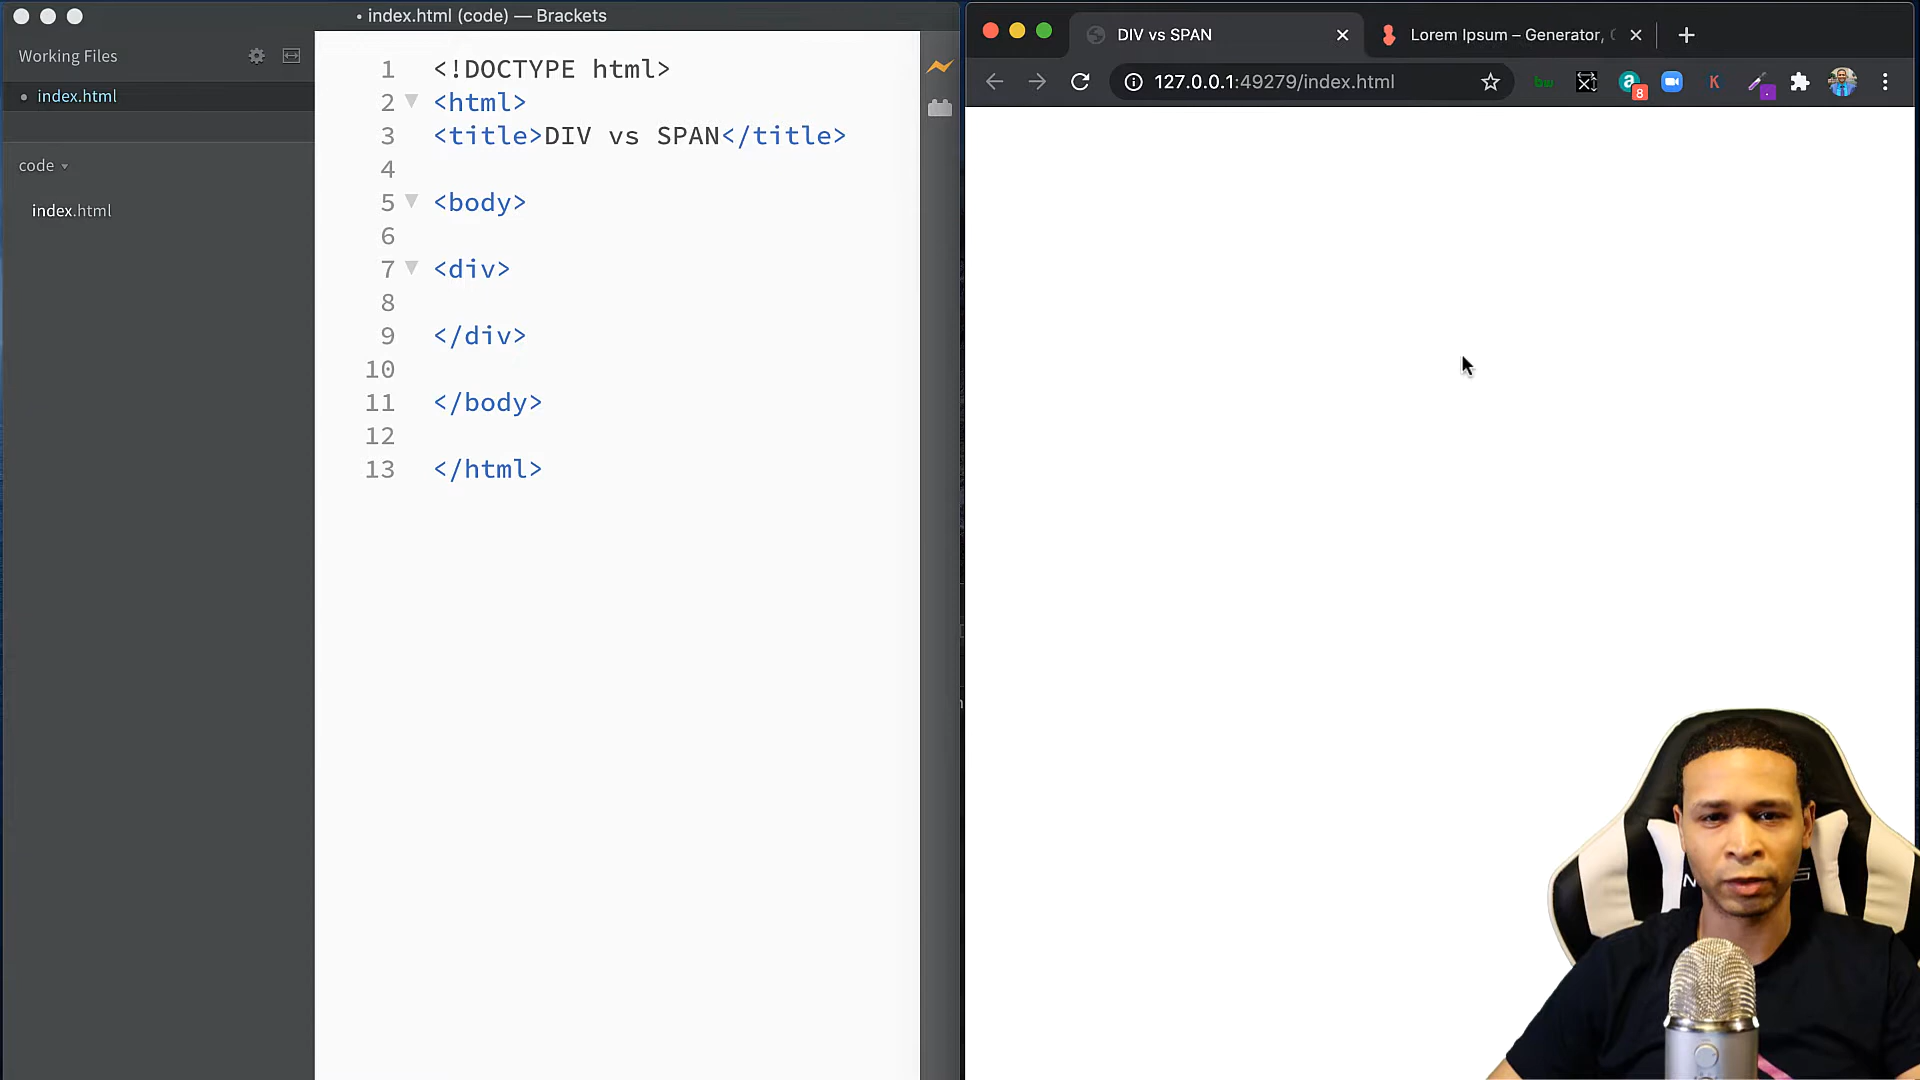 • index.html (code) — Brackets
Working Files
• index.html
code
index.html
1 <!DOCTYPE html>
2 <html>
3 <title>DIV vs SPAN</title>
4
5 <body>
6
7 <div>
8
9 </div>
10
11 </body>
12
13 </html>
DIV vs SPAN
Lorem Ipsum – Generator,
127.0.0.1:49279/index.html
bw
a
8
K